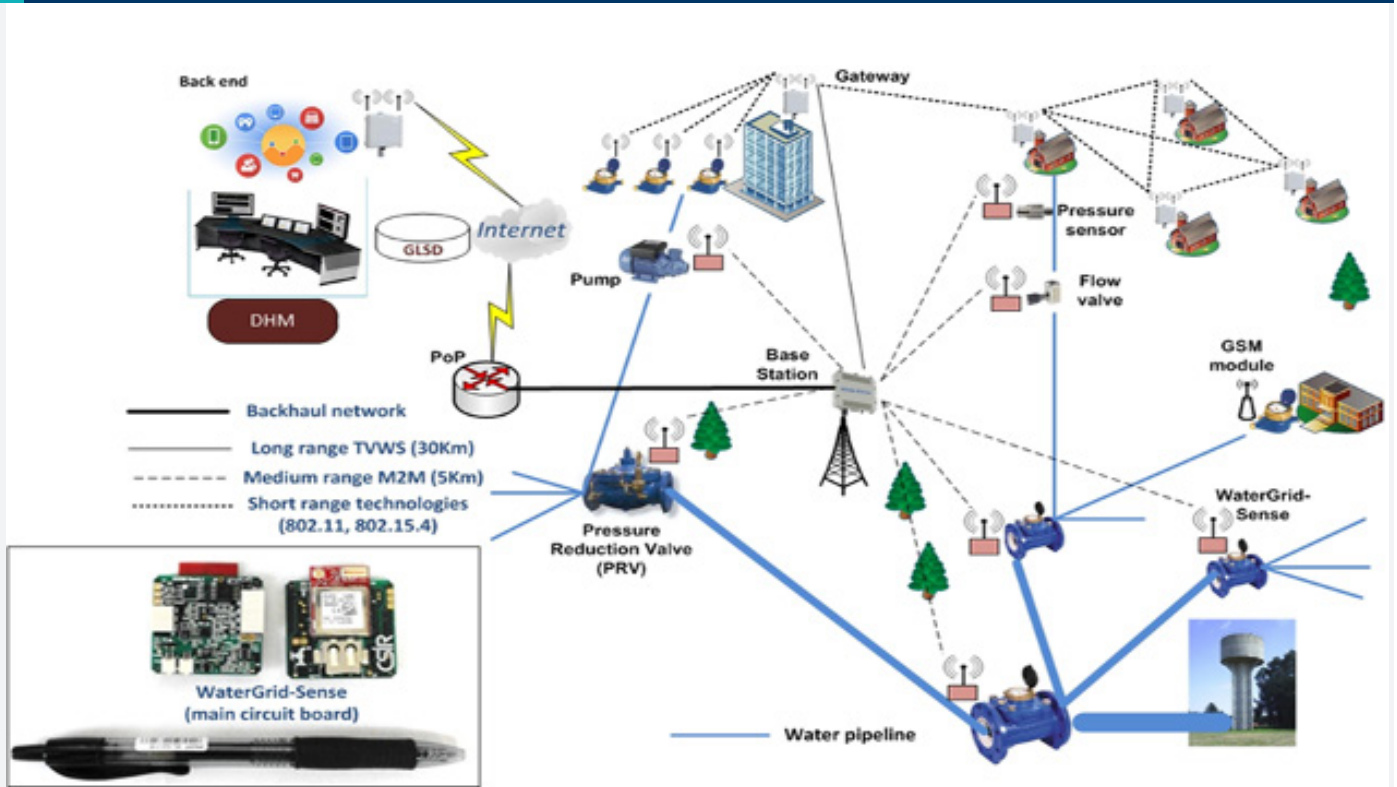 Back end
Gateway
Internet
GLSD
Pump
Pressure
sensor
Flow
valve
DHM
PoP
Base
Station
GSM
module
Backhaul network
Long range TVWS (30Km)
Medium range M2M (5Km)
Short range technologies
(802.11, 802.15.4)
WaterGrid-
Sense
Pressure
Reduction Valve
(PRV)
CSIR
WaterGrid-Sense
(main circuit board)
Water pipeline